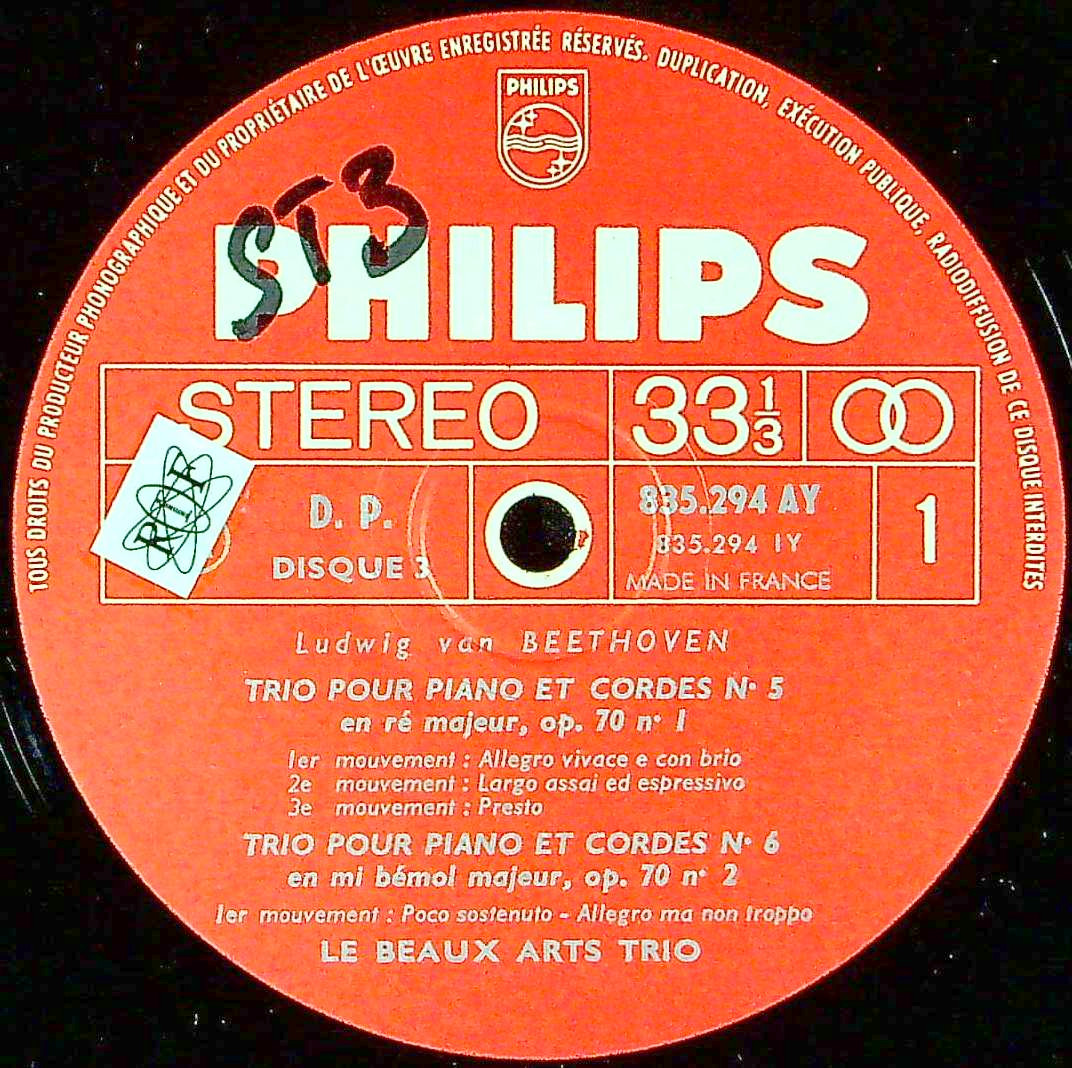 TOUS DROITS DU PRODUCTEUR PHONOGRAPHIQUE ET DU PROPRIÉTAIRE DE L'ŒUVRE ENREGISTRÉE RÉSERVÉS. DUPLICATION, EXÉCUTION PUBLIQUE, RADIODIFFUSION DE CE DISQUE INTERDITES
PHILIPS
ST3
PHILIPS
STEREO 33 1/3
D. P.
DISQUE 3
835.294 AY
835.294 IY
MADE IN FRANCE
1
Ludwig van BEETHOVEN
TRIO POUR PIANO ET CORDES N° 5
en ré majeur, op. 70 n° 1
1er mouvement : Allegro vivace e con brio
2e mouvement : Largo assai ed espressivo
3e mouvement : Presto
TRIO POUR PIANO ET CORDES N° 6
en mi bémol majeur, op. 70 n° 2
1er mouvement : Poco sostenuto - Allegro ma non troppo
LE BEAUX ARTS TRIO